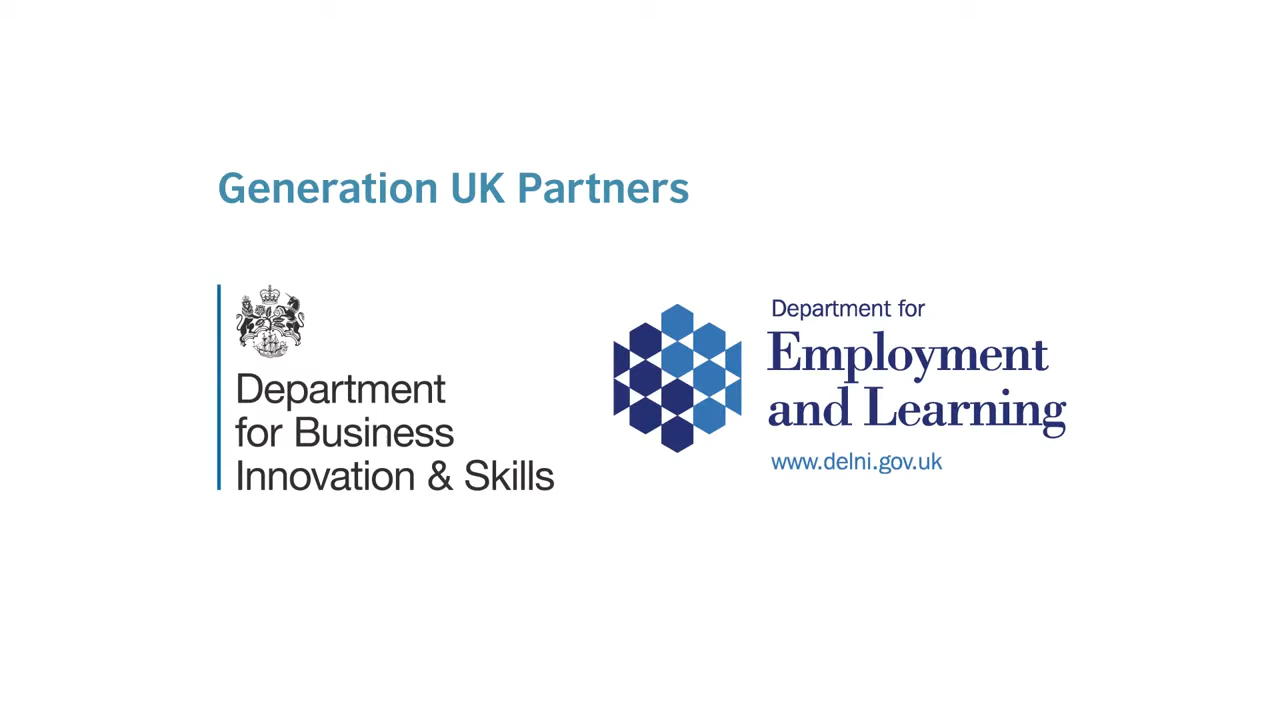 Generation UK Partners
Department
for Business
Innovation & Skills
Department for
Employment
and Learning
www.delni.gov.uk